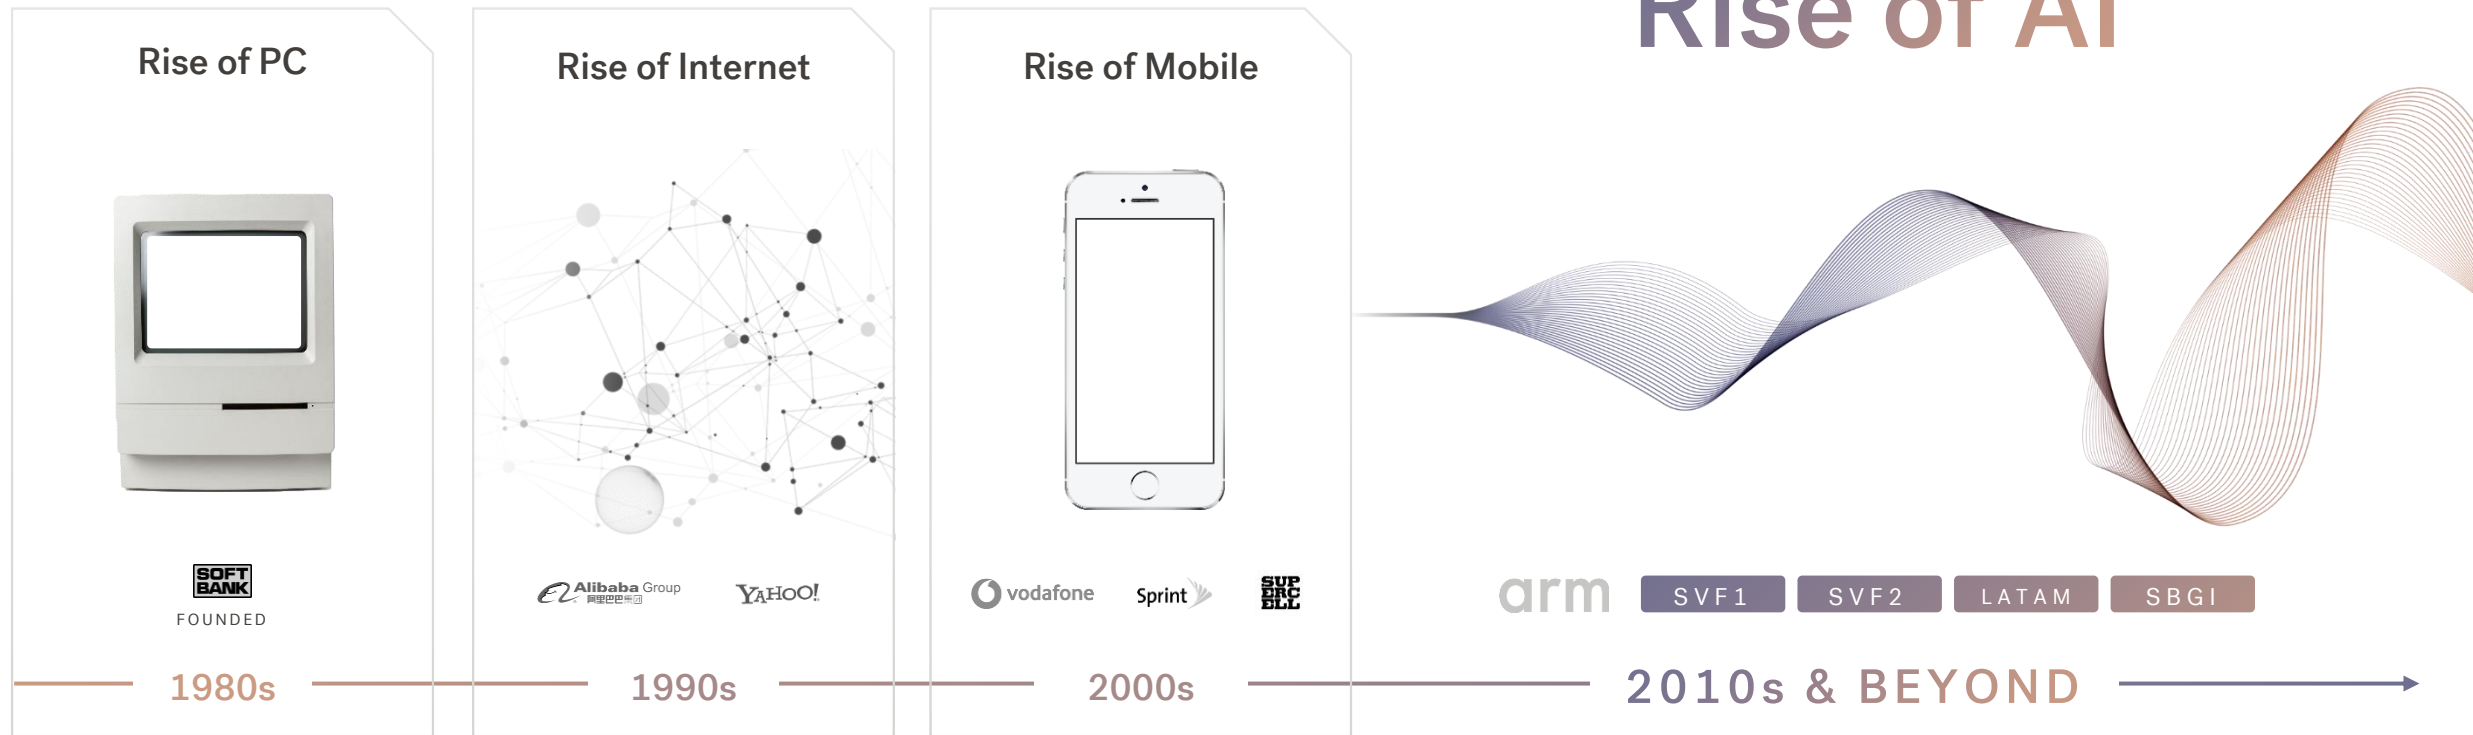 Rise of PC
SOFT
BANK
FOUNDED
1980s
Rise of Internet
Alibaba Group
阿里巴巴集团
YAHOO!
1990s
Rise of Mobile
vodafone
Sprint
SUP
ERC
ELL
2000s
Rise of AI
arm
SVF1
SVF2
LATAM
SBGI
2010s & BEYOND